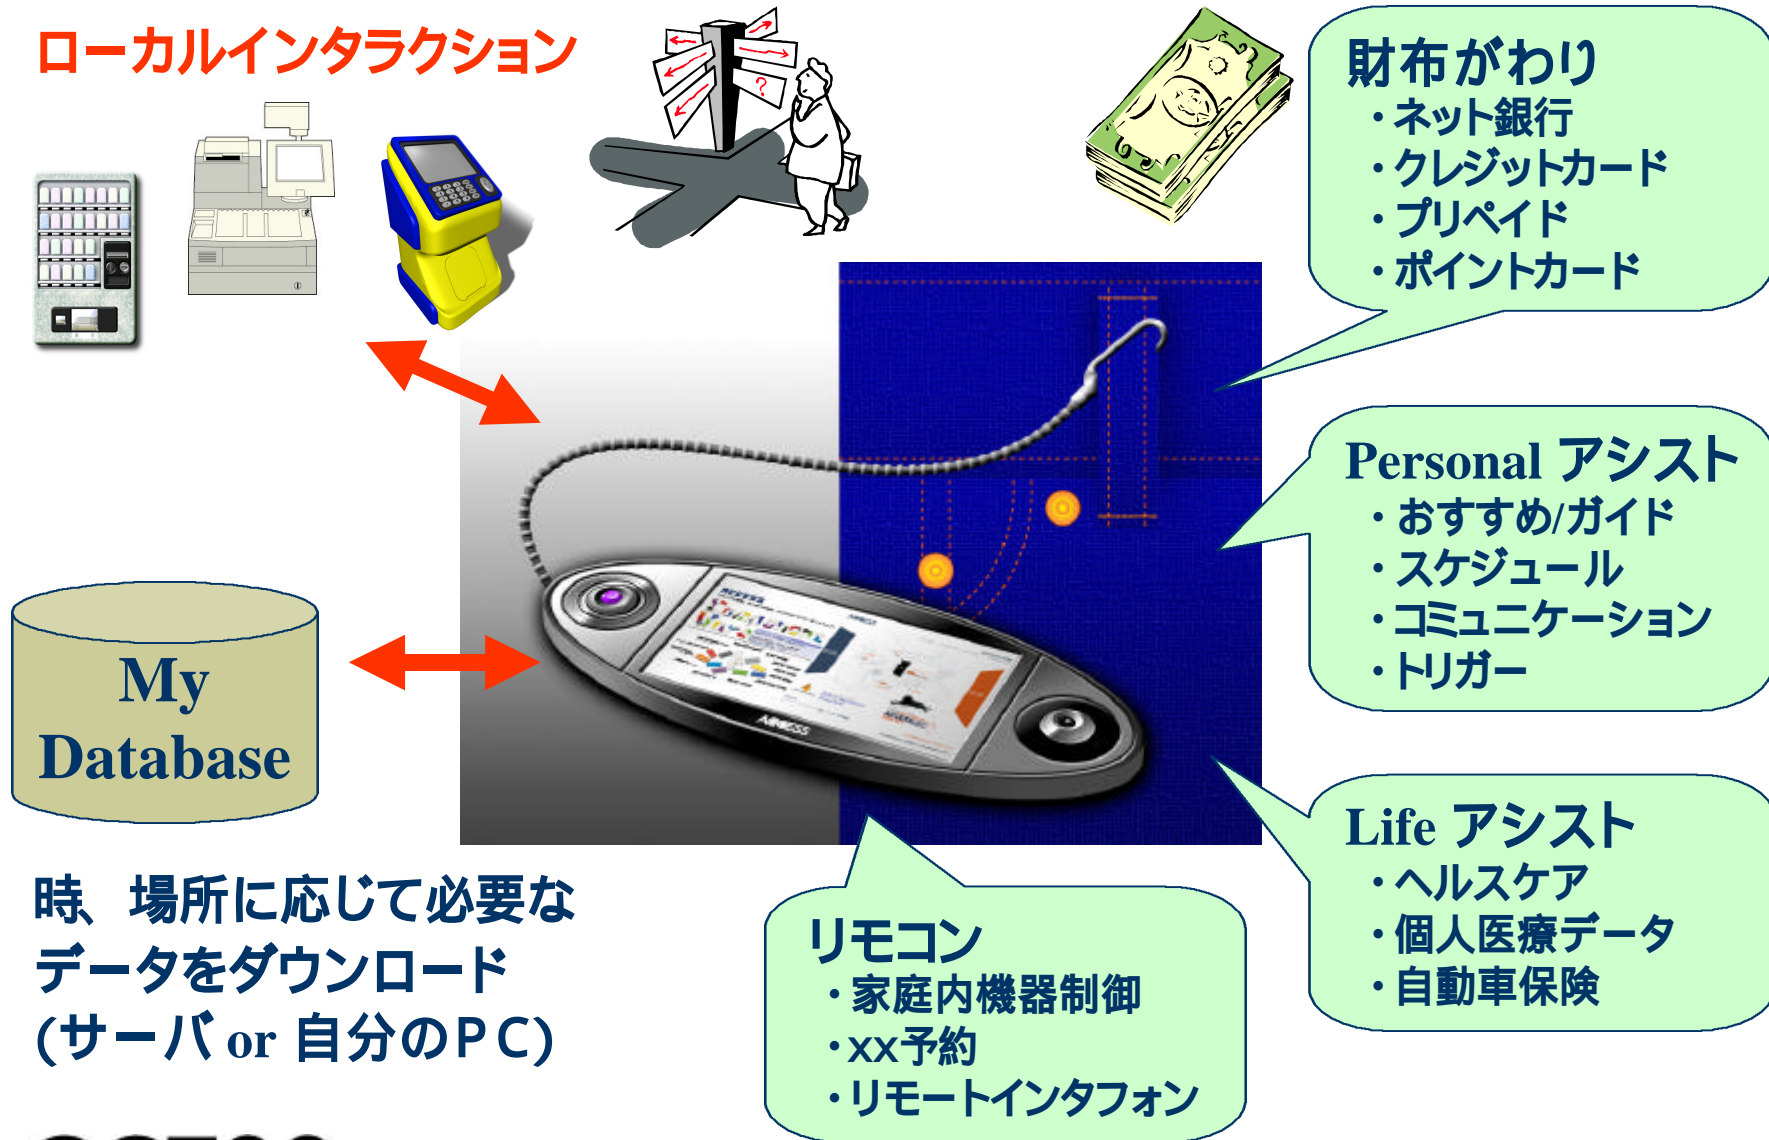 ローカルインタラクション
?
財布がわり
・ネット銀行
・クレジットカード
・プリペイド
・ポイントカード
Personal アシスト
・おすすめ/ガイド
・スケジュール
・コミュニケーション
・トリガー
My
Database
Life アシスト
・ヘルスケア
・個人医療データ
・自動車保険
時、場所に応じて必要な
データをダウンロード
(サーバ or 自分のPC)
リモコン
・家庭内機器制御
・xx予約
・リモートインタフォン